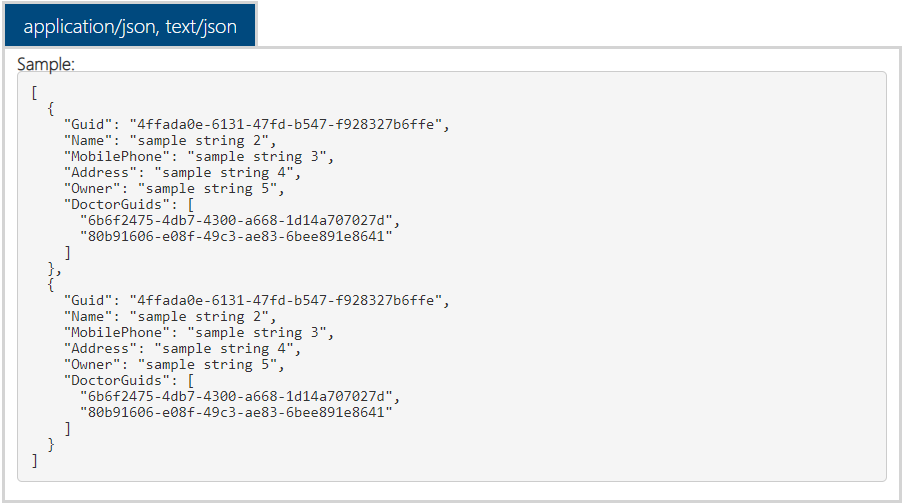 application/json, text/json
Sample:
[
  {
    "Guid": "4ffada0e-6131-47fd-b547-f928327b6ffe",
    "Name": "sample string 2",
    "MobilePhone": "sample string 3",
    "Address": "sample string 4",
    "Owner": "sample string 5",
    "DoctorGuids": [
      "6b6f2475-4db7-4300-a668-1d14a707027d",
      "80b91606-e08f-49c3-ae83-6bee891e8641"
    ]
  },
  {
    "Guid": "4ffada0e-6131-47fd-b547-f928327b6ffe",
    "Name": "sample string 2",
    "MobilePhone": "sample string 3",
    "Address": "sample string 4",
    "Owner": "sample string 5",
    "DoctorGuids": [
      "6b6f2475-4db7-4300-a668-1d14a707027d",
      "80b91606-e08f-49c3-ae83-6bee891e8641"
    ]
  }
]